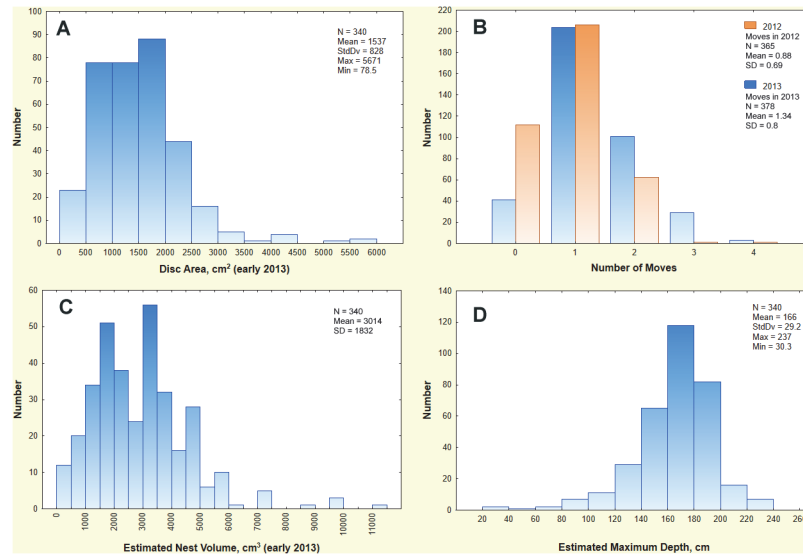 A
N = 340
Mean = 1537
StdDv = 828
Max = 5671
Min = 78.5
Number
100
80
60
40
20
0
0 500 1000 1500 2000 2500 3000 3500 4000 4500 5000 5500 6000
Disc Area, cm² (early 2013)
B
2012
Moves in 2012
N = 365
Mean = 0.88
SD = 0.69
2013
Moves in 2013
N = 378
Mean = 1.34
SD = 0.8
Number
220
200
180
160
140
120
100
80
60
40
20
0
0 1 2 3 4
Number of Moves
C
N = 340
Mean = 3014
SD = 1832
Number
60
50
40
30
20
10
0
0 1000 2000 3000 4000 5000 6000 7000 8000 9000 10000 11000
Estimated Nest Volume, cm³ (early 2013)
D
N = 340
Mean = 166
StdDv = 29.2
Max = 237
Min = 30.3
Number
140
120
100
80
60
40
20
0
20 40 60 80 100 120 140 160 180 200 220 240
Estimated Maximum Depth, cm